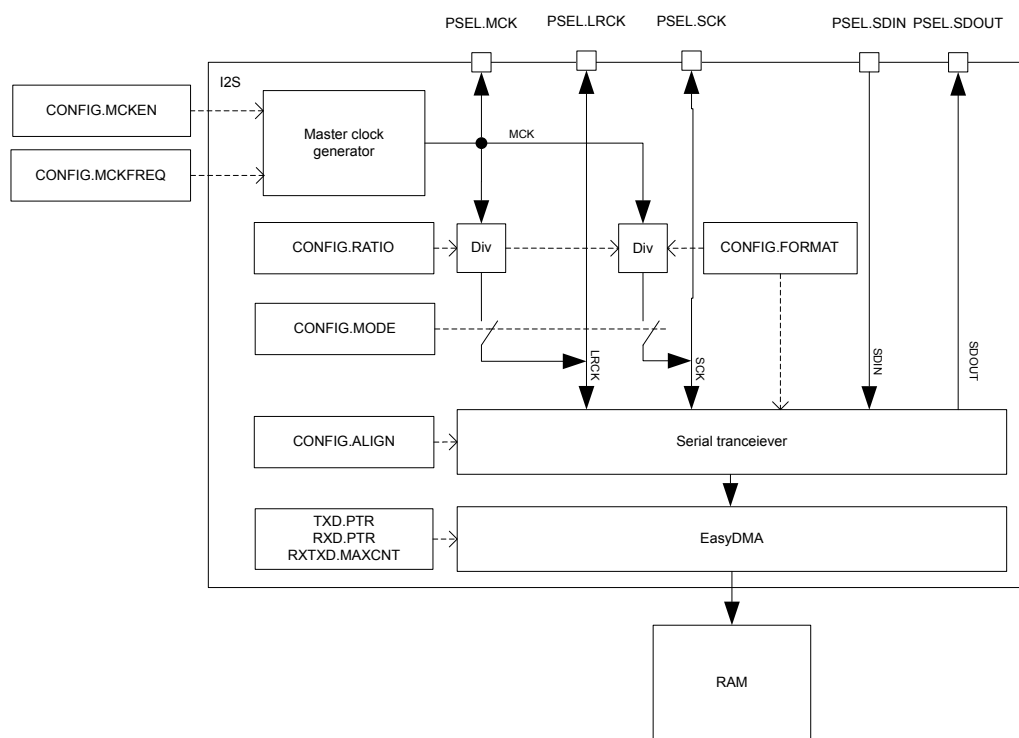 PSEL.MCK
PSEL.LRCK
PSEL.SCK
PSEL.SDIN
PSEL.SDOUT
I2S
CONFIG.MCKEN
CONFIG.MCKFREQ
Master clock
generator
MCK
CONFIG.RATIO
Div
Div
CONFIG.FORMAT
CONFIG.MODE
LRCK
SCK
SDIN
SDOUT
CONFIG.ALIGN
Serial tranceiever
TXD.PTR
RXD.PTR
RXTXD.MAXCNT
EasyDMA
RAM